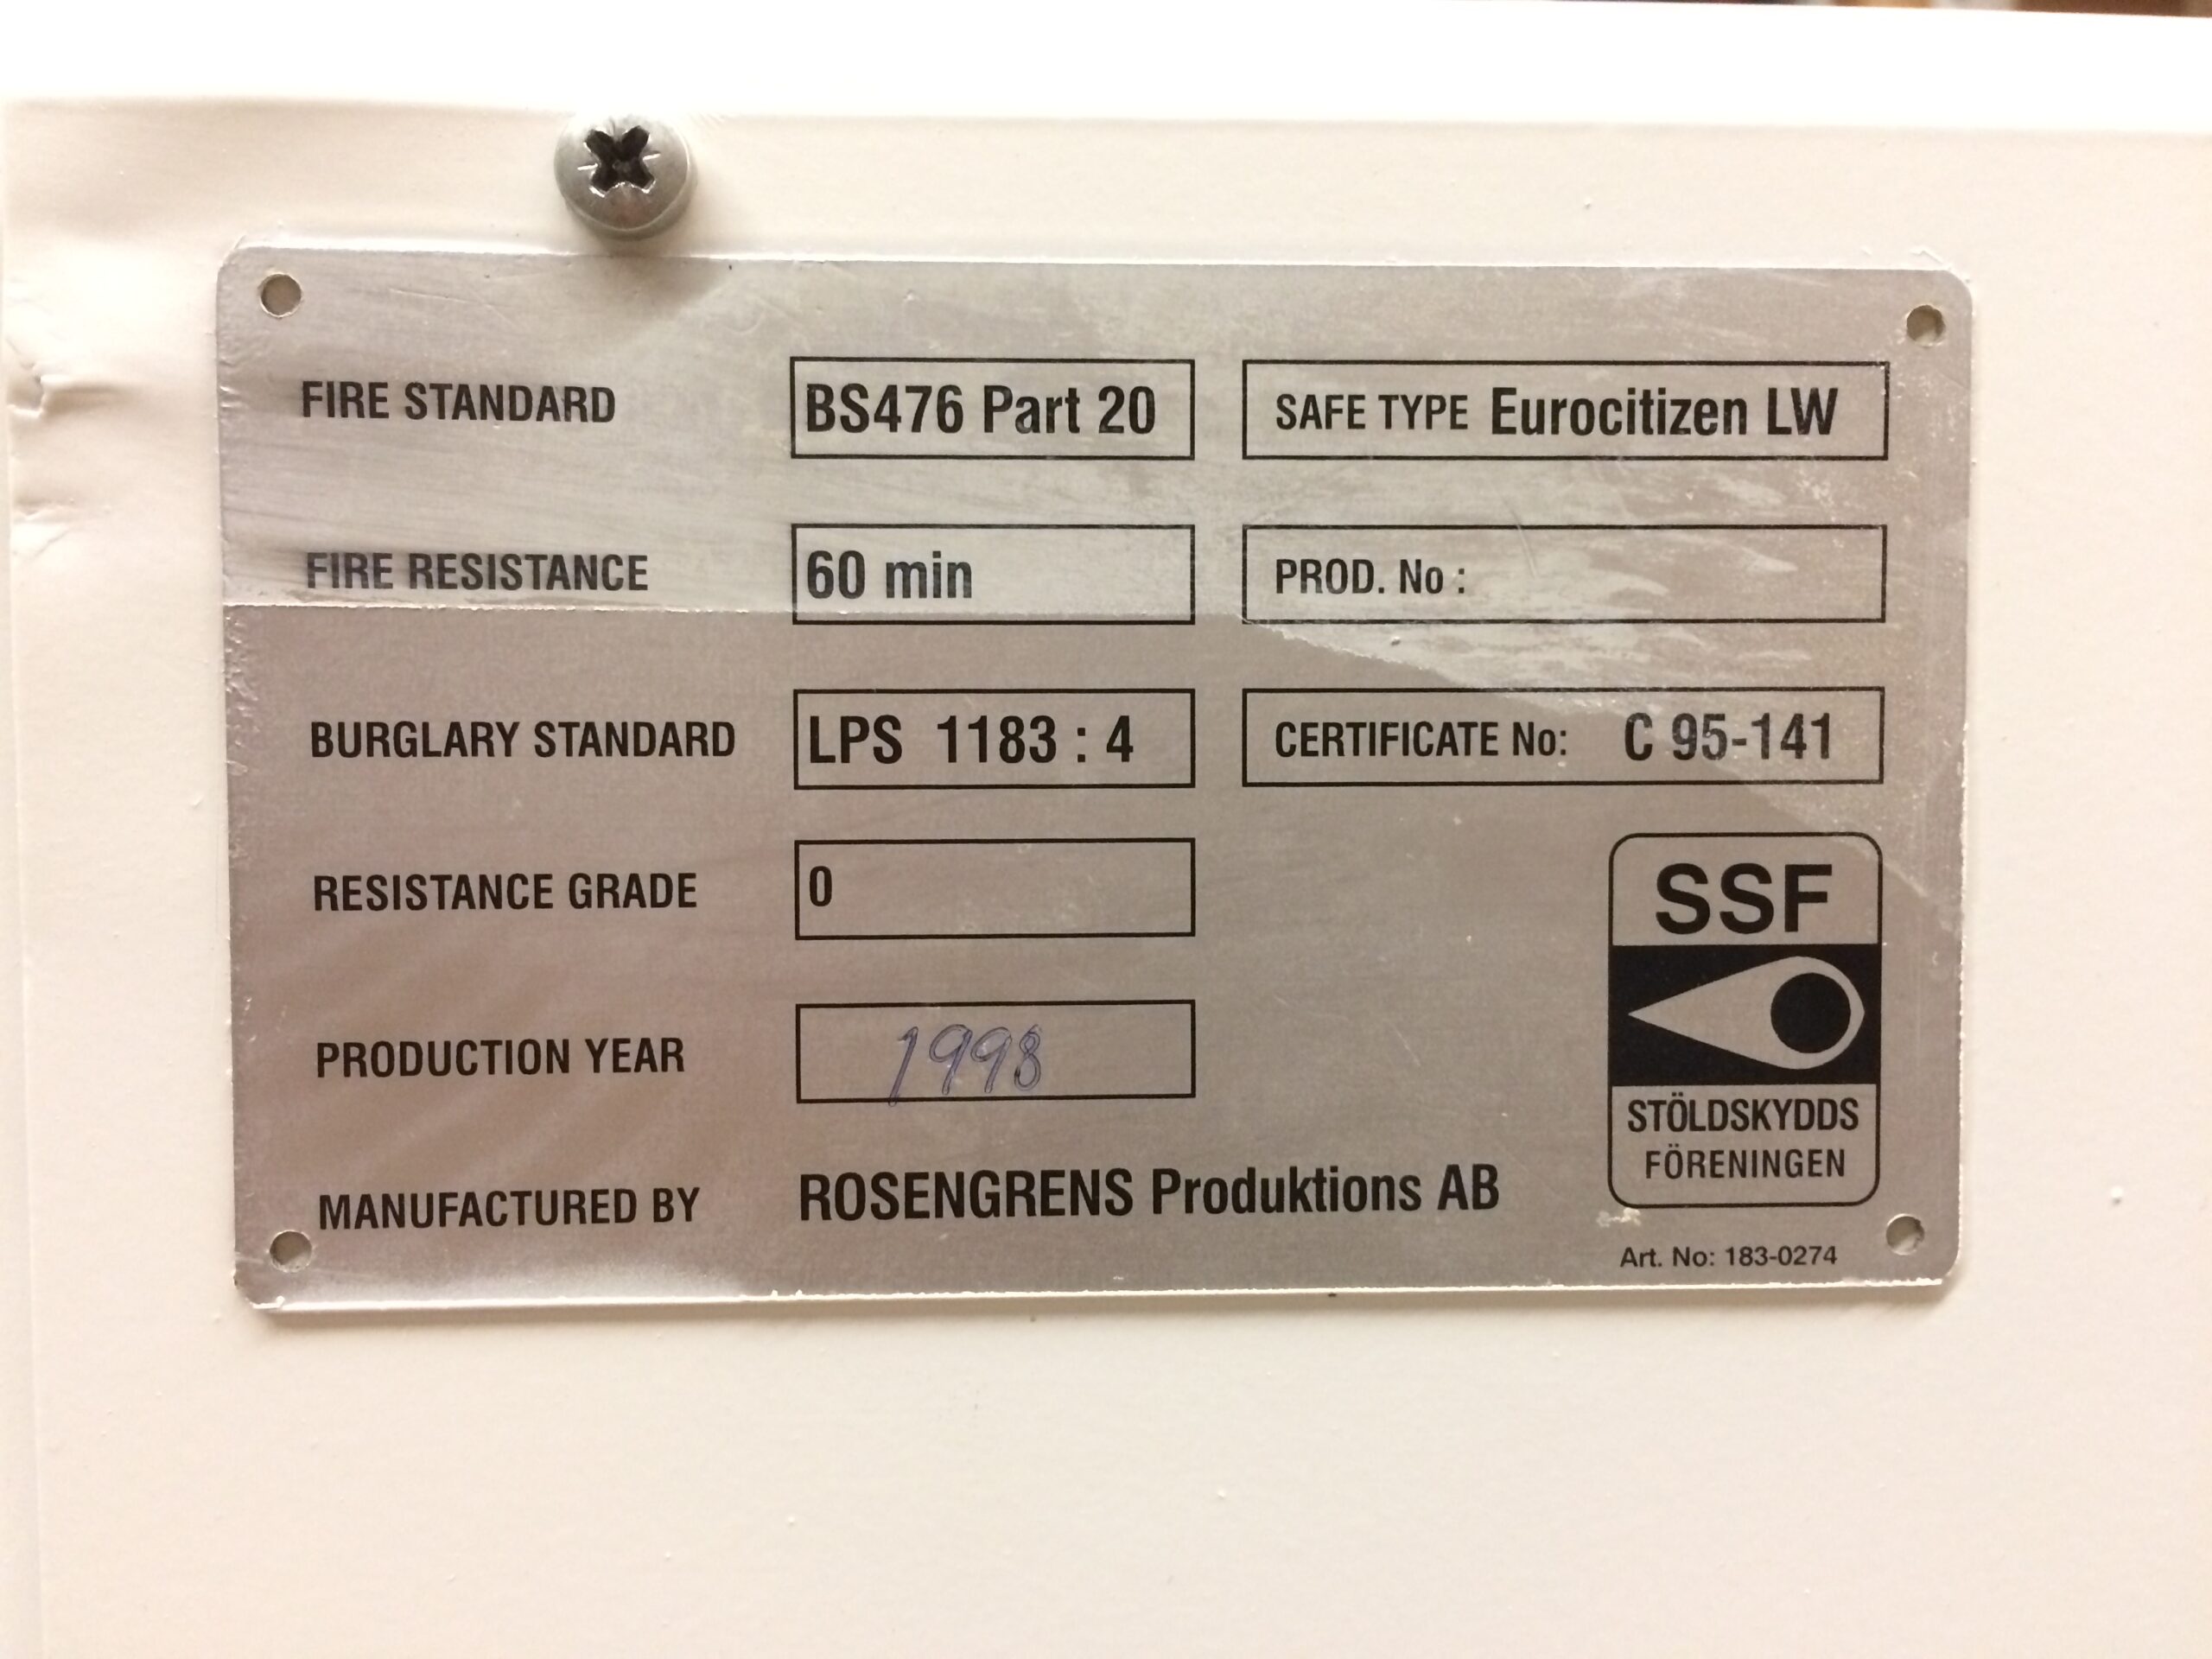 FIRE STANDARD BS476 Part 20 SAFE TYPE Eurocitizen LW
FIRE RESISTANCE 60 min PROD. No :
BURGLARY STANDARD LPS 1183 : 4 CERTIFICATE No: C 95-141
RESISTANCE GRADE 0
PRODUCTION YEAR 1998
MANUFACTURED BY ROSENGRENS Produktions AB
SSF
STÖLDSKYDDS
FÖRENINGEN
Art. No: 183-0274